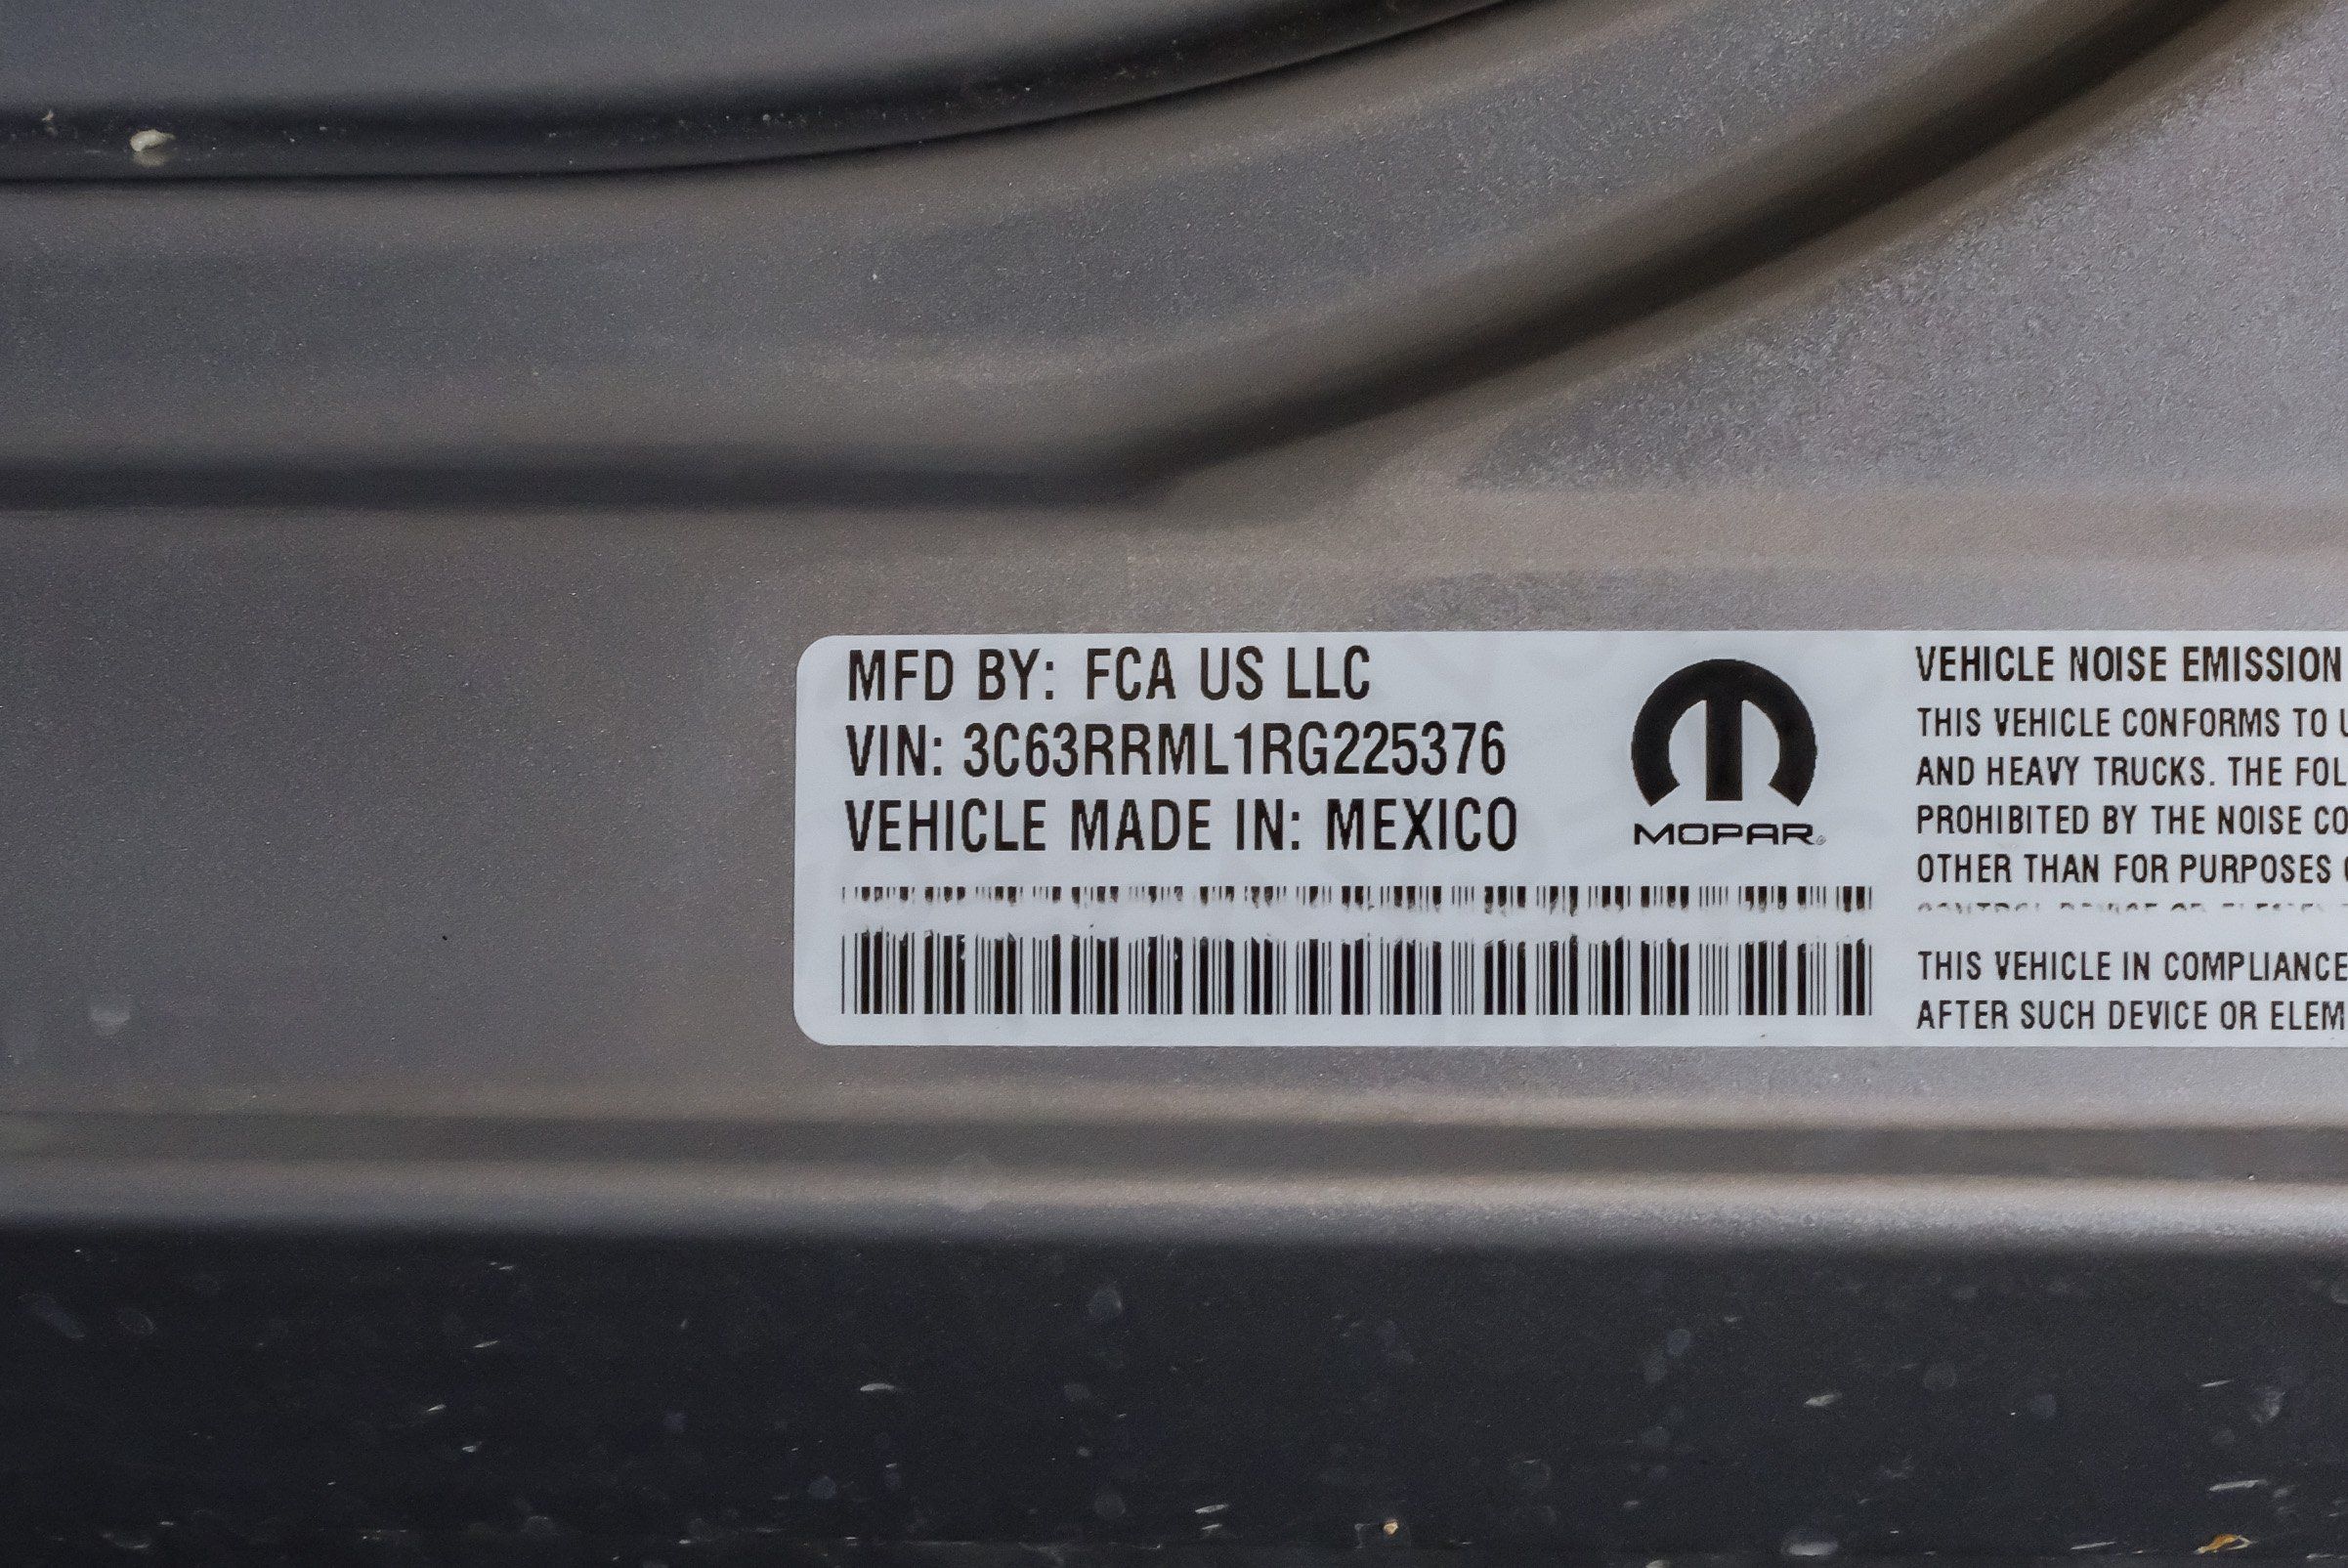 MFD BY: FCA US LLC
VIN: 3C63RRML1RG225376
VEHICLE MADE IN: MEXICO
MOPAR®
VEHICLE NOISE EMISSION
THIS VEHICLE CONFORMS TO
AND HEAVY TRUCKS. THE
PROHIBITED BY THE NOISE
OTHER THAN FOR PURPOSES
THIS VEHICLE IN COMPLIANCE
AFTER SUCH DEVICE OR